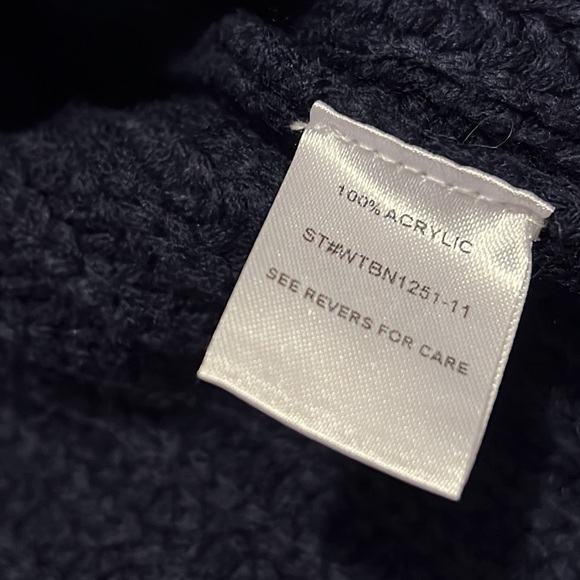 100% ACRYLIC
ST#WTBN1251-11
SEE REVERS FOR CARE